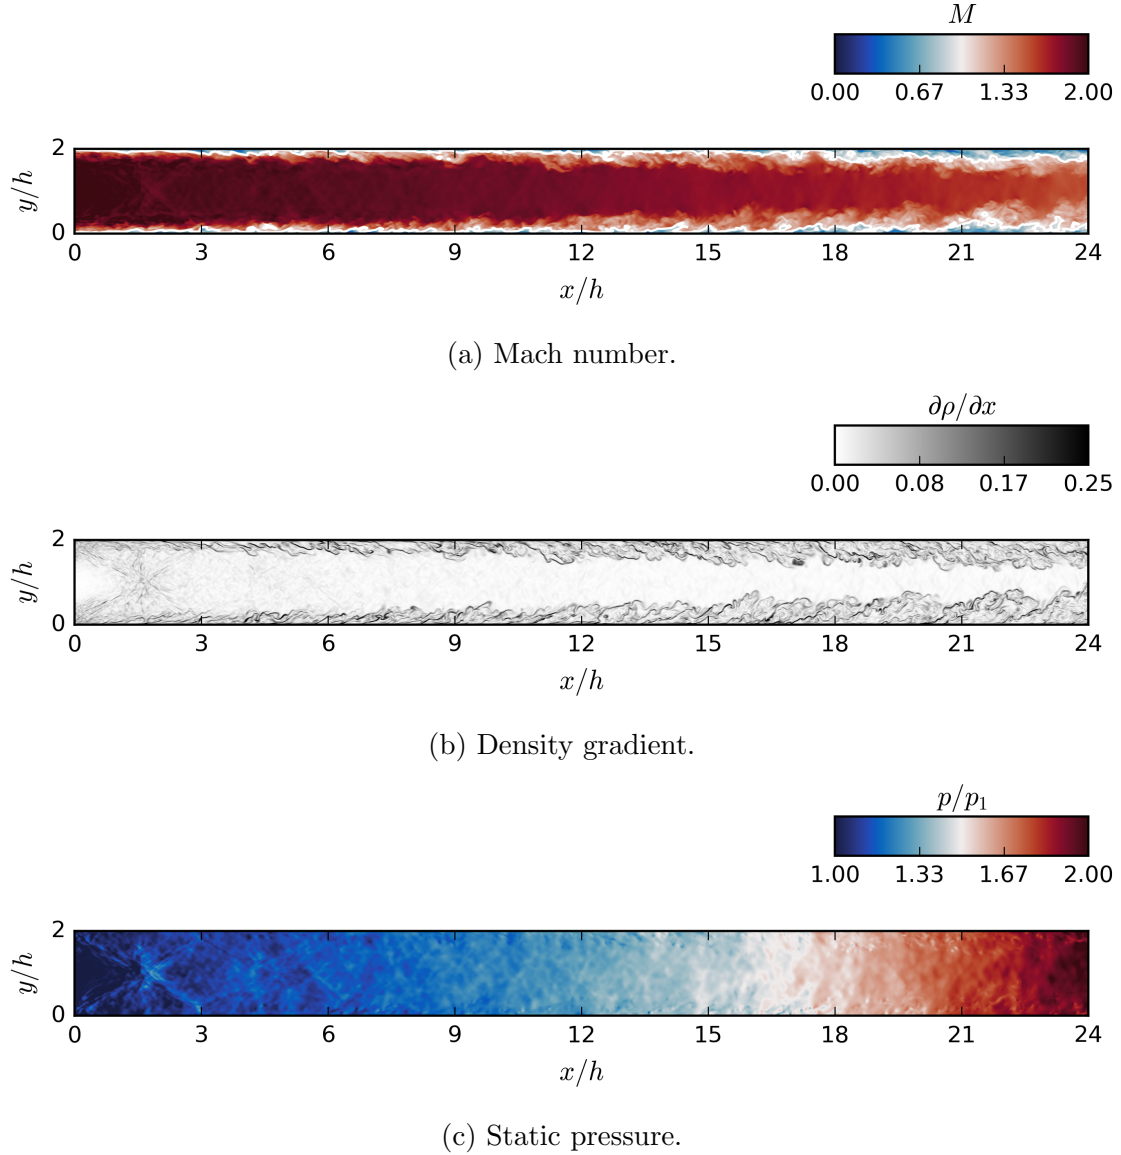 M
0.00 0.67 1.33 2.00
2
y/h
0
0 3 6 9 12 15 18 21 24
x/h
(a) Mach number.
∂ρ/∂x
0.00 0.08 0.17 0.25
2
y/h
0
0 3 6 9 12 15 18 21 24
x/h
(b) Density gradient.
p/p₁
1.00 1.33 1.67 2.00
2
y/h
0
0 3 6 9 12 15 18 21 24
x/h
(c) Static pressure.